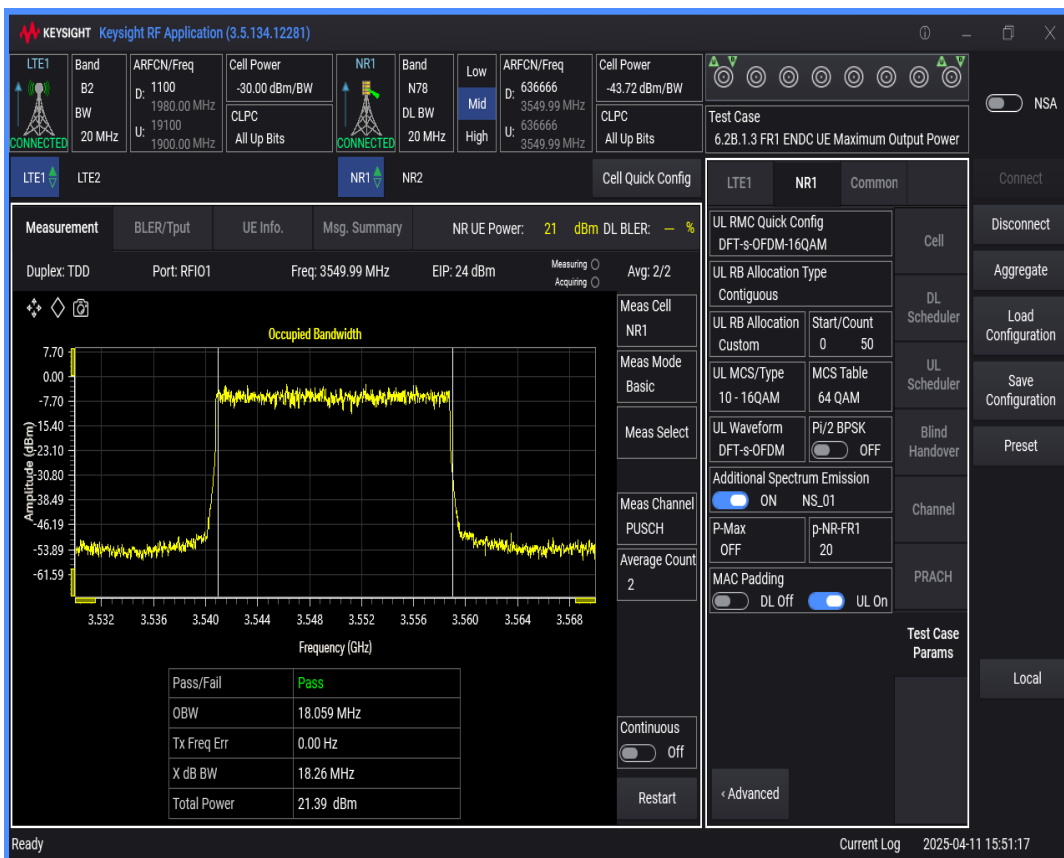 KEYSIGHT Keysight RF Application (3.5.134.12281)
LTE1
CONNECTED
Band
B2
BW
20 MHz
ARFCN/Freq
D: 1100
1980.00 MHz
U: 19100
1900.00 MHz
Cell Power
-30.00 dBm/BW
CLPC
All Up Bits
NR1
CONNECTED
Band
N78
DL BW
20 MHz
Low
Mid
High
ARFCN/Freq
D: 636666
3549.99 MHz
U: 636666
3549.99 MHz
Cell Power
-43.72 dBm/BW
CLPC
All Up Bits
Test Case
6.2B.1.3 FR1 ENDC UE Maximum Output Power
NSA
LTE1 LTE2 NR1 NR2 Cell Quick Config
Measurement BLER/Tput UE Info. Msg. Summary NR UE Power: 21 dBm DL BLER: — %
Duplex: TDD Port: RFIO1 Freq: 3549.99 MHz EIP: 24 dBm Measuring Avg: 2/2
Acquiring
Occupied Bandwidth
Amplitude (dBm)
7.70
0.00
-7.70
-15.40
-23.10
-30.80
-38.49
-46.19
-53.89
-61.59
3.532 3.536 3.540 3.544 3.548 3.552 3.556 3.560 3.564 3.568
Frequency (GHz)
Pass/Fail Pass
OBW 18.059 MHz
Tx Freq Err 0.00 Hz
X dB BW 18.26 MHz
Total Power 21.39 dBm
Meas Cell
NR1
Meas Mode
Basic
Meas Select
Meas Channel
PUSCH
Average Count
2
Continuous
Off
Restart
LTE1 NR1 Common
UL RMC Quick Config
DFT-s-OFDM-16QAM
UL RB Allocation Type
Contiguous
UL RB Allocation Start/Count
Custom 0 50
UL MCS/Type MCS Table
10 - 16QAM 64 QAM
UL Waveform Pi/2 BPSK
DFT-s-OFDM OFF
Additional Spectrum Emission
ON NS_01
P-Max p-NR-FR1
OFF 20
MAC Padding
DL Off UL On
‹ Advanced
Cell
DL
Scheduler
UL
Scheduler
Blind
Handover
Channel
PRACH
Test Case
Params
Connect
Disconnect
Aggregate
Load
Configuration
Save
Configuration
Preset
Local
Ready Current Log 2025-04-11 15:51:17